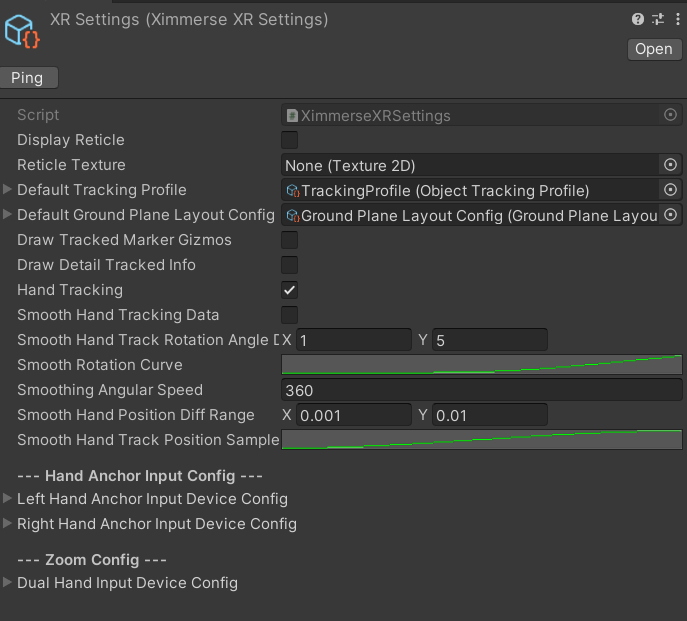 XR Settings (Ximmerse XR Settings)
Open
Ping
Script XimmerseXRSettings
Display Reticle
Reticle Texture None (Texture 2D)
Default Tracking Profile TrackingProfile (Object Tracking Profile)
Default Ground Plane Layout Config Ground Plane Layout Config (Ground Plane Layou
Draw Tracked Marker Gizmos
Draw Detail Tracked Info
Hand Tracking
Smooth Hand Tracking Data
Smooth Hand Track Rotation Angle D X 1 Y 5
Smooth Rotation Curve
Smoothing Angular Speed 360
Smooth Hand Position Diff Range X 0.001 Y 0.01
Smooth Hand Track Position Sample
--- Hand Anchor Input Config ---
Left Hand Anchor Input Device Config
Right Hand Anchor Input Device Config
--- Zoom Config ---
Dual Hand Input Device Config